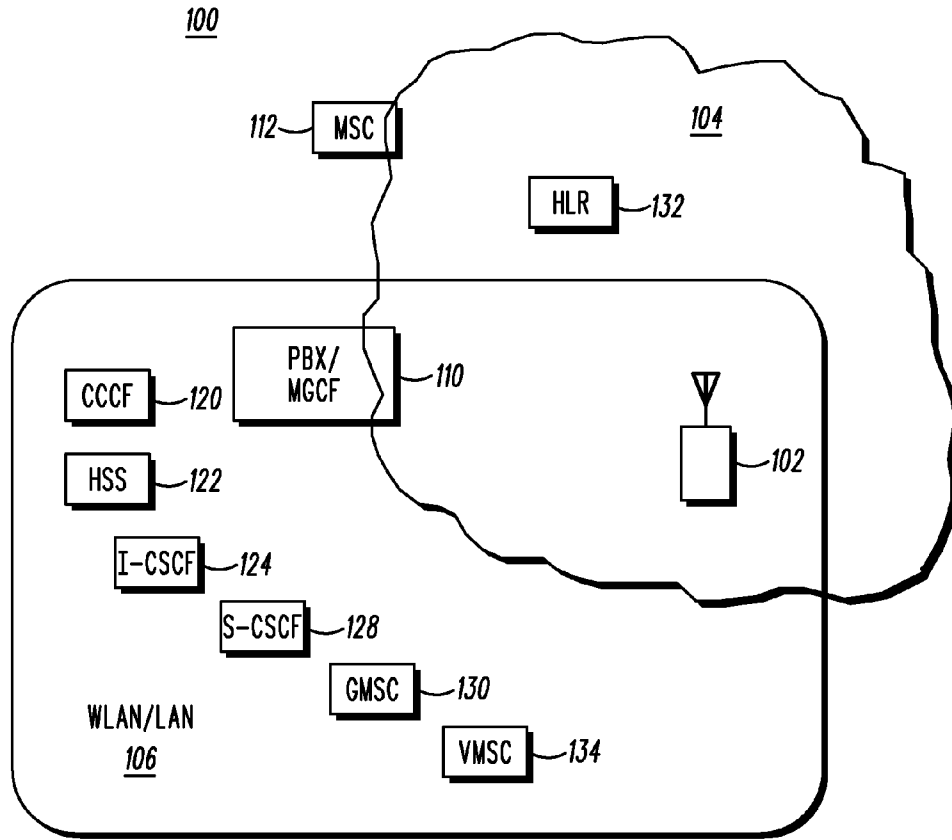 100
112
MSC
104
HLR
132
PBX/
MGCF
110
CCCF
120
102
HSS
122
I-CSCF
124
S-CSCF
128
GMSC
130
WLAN/LAN
106
VMSC
134